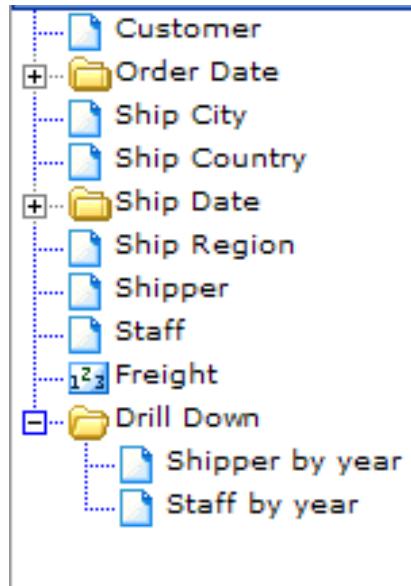 Customer
Order Date
Ship City
Ship Country
Ship Date
Ship Region
Shipper
Staff
123 Freight
Drill Down
Shipper by year
Staff by year